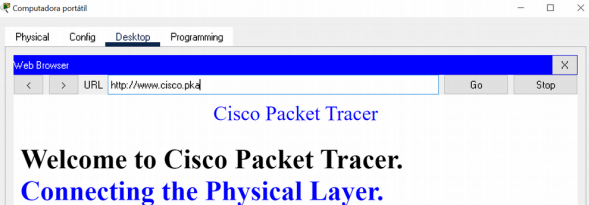 Computadora portátil
Physical Config Desktop Programming
Web Browser X
< > URL http://www.cisco.pka Go Stop
Cisco Packet Tracer
Welcome to Cisco Packet Tracer.
Connecting the Physical Layer.